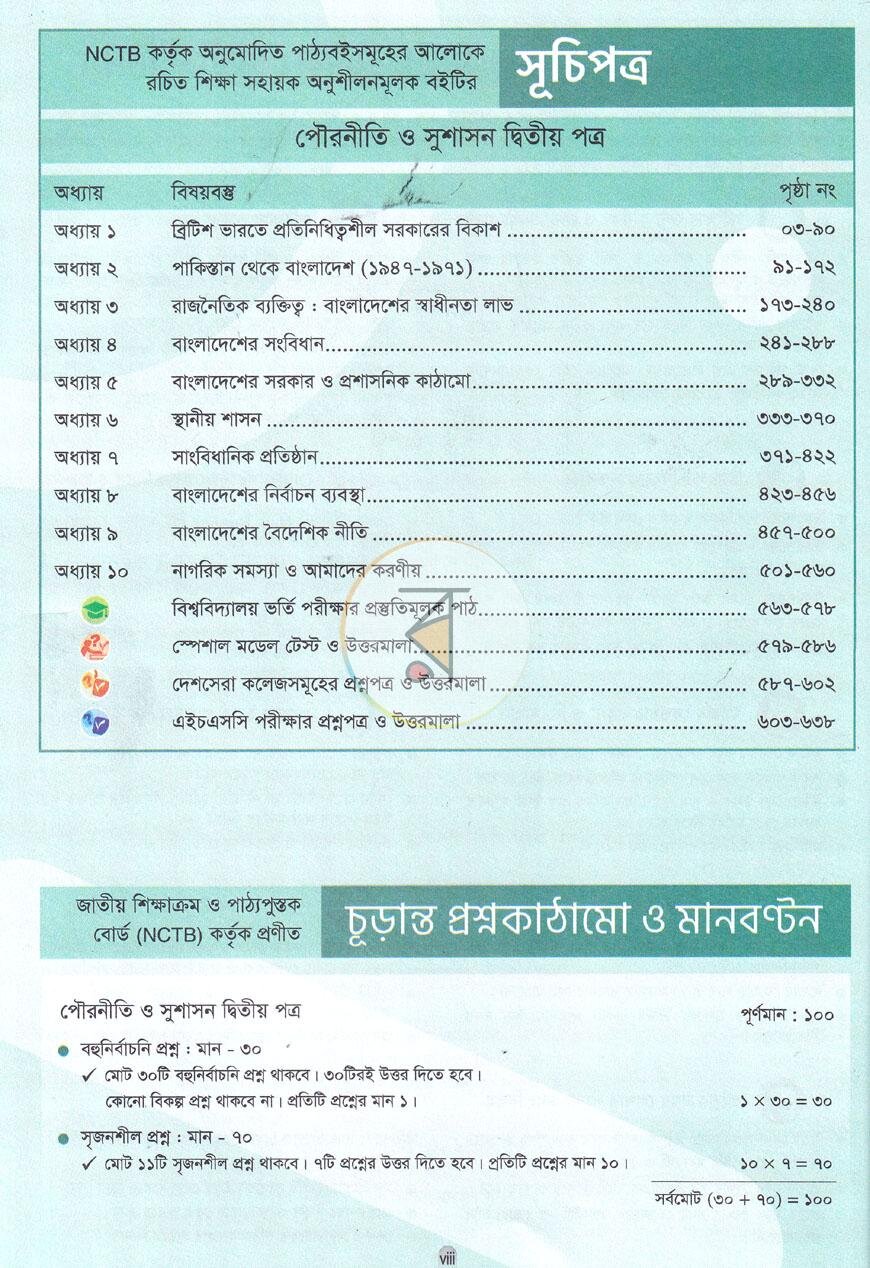 NCTB কর্তৃক অনুমোদিত পাঠ্যবইসমূহের আলোকে
রচিত শিক্ষা সহায়ক অনুশীলনমূলক বইটির
সূচিপত্র
পৌরনীতি ও সুশাসন দ্বিতীয় পত্র
অধ্যায় বিষয়বস্তু পৃষ্ঠা নং
অধ্যায় ১ ব্রিটিশ ভারতে প্রতিনিধিত্বশীল সরকারের বিকাশ ০৩-৯০
অধ্যায় ২ পাকিস্তান থেকে বাংলাদেশ (১৯৪৭-১৯৭১) ৯১-১৭২
অধ্যায় ৩ রাজনৈতিক ব্যক্তিত্ব : বাংলাদেশের স্বাধীনতা লাভ ১৭৩-২৪০
অধ্যায় ৪ বাংলাদেশের সংবিধান ২৪১-২৮৮
অধ্যায় ৫ বাংলাদেশের সরকার ও প্রশাসনিক কাঠামো ২৮৯-৩৩২
অধ্যায় ৬ স্থানীয় শাসন ৩৩৩-৩৭০
অধ্যায় ৭ সাংবিধানিক প্রতিষ্ঠান ৩৭১-৪২২
অধ্যায় ৮ বাংলাদেশের নির্বাচন ব্যবস্থা ৪২৩-৪৫৬
অধ্যায় ৯ বাংলাদেশের বৈদেশিক নীতি ৪৫৭-৫০০
অধ্যায় ১০ নাগরিক সমস্যা ও আমাদের করণীয় ৫০১-৫৬০
বিশ্ববিদ্যালয় ভর্তি পরীক্ষার প্রস্তুতিমূলক পাঠ ৫৬৩-৫৭৮
স্পেশাল মডেল টেস্ট ও উত্তরমালা ৫৭৯-৫৮৬
দেশসেরা কলেজসমূহের প্রশ্নপত্র ও উত্তরমালা ৫৮৭-৬০২
এইচএসসি পরীক্ষার প্রশ্নপত্র ও উত্তরমালা ৬০৩-৬৩৮
র
জাতীয় শিক্ষাক্রম ও পাঠ্যপুস্তক
বোর্ড (NCTB) কর্তৃক প্রণীত
চূড়ান্ত প্রশ্নকাঠামো ও মানবণ্টন
পৌরনীতি ও সুশাসন দ্বিতীয় পত্র পূর্ণমান : ১০০
● বহুনির্বাচনি প্রশ্ন : মান - ৩০
✓ মোট ৩০টি বহুনির্বাচনি প্রশ্ন থাকবে। ৩০টিরই উত্তর দিতে হবে।
কোনো বিকল্প প্রশ্ন থাকবে না। প্রতিটি প্রশ্নের মান ১। ১ × ৩০ = ৩০
● সৃজনশীল প্রশ্ন : মান - ৭০
✓ মোট ১১টি সৃজনশীল প্রশ্ন থাকবে। ৭টি প্রশ্নের উত্তর দিতে হবে। প্রতিটি প্রশ্নের মান ১০। ১০ × ৭ = ৭০
সর্বমোট (৩০ + ৭০) = ১০০
viii